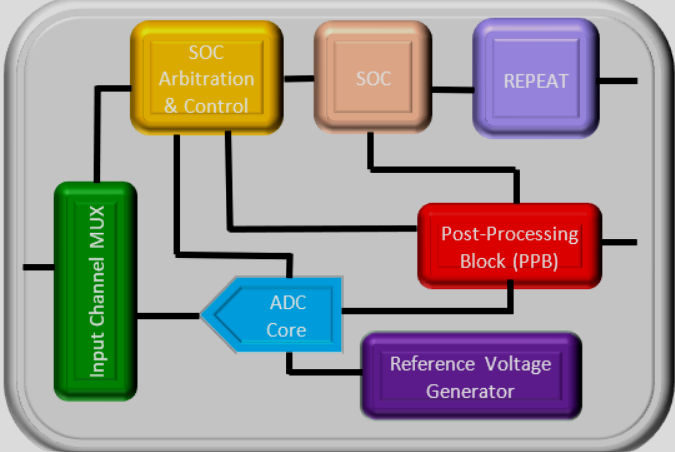 SOC
Arbitration
& Control
SOC
REPEAT
Input Channel MUX
Post-Processing
Block (PPB)
ADC
Core
Reference Voltage
Generator